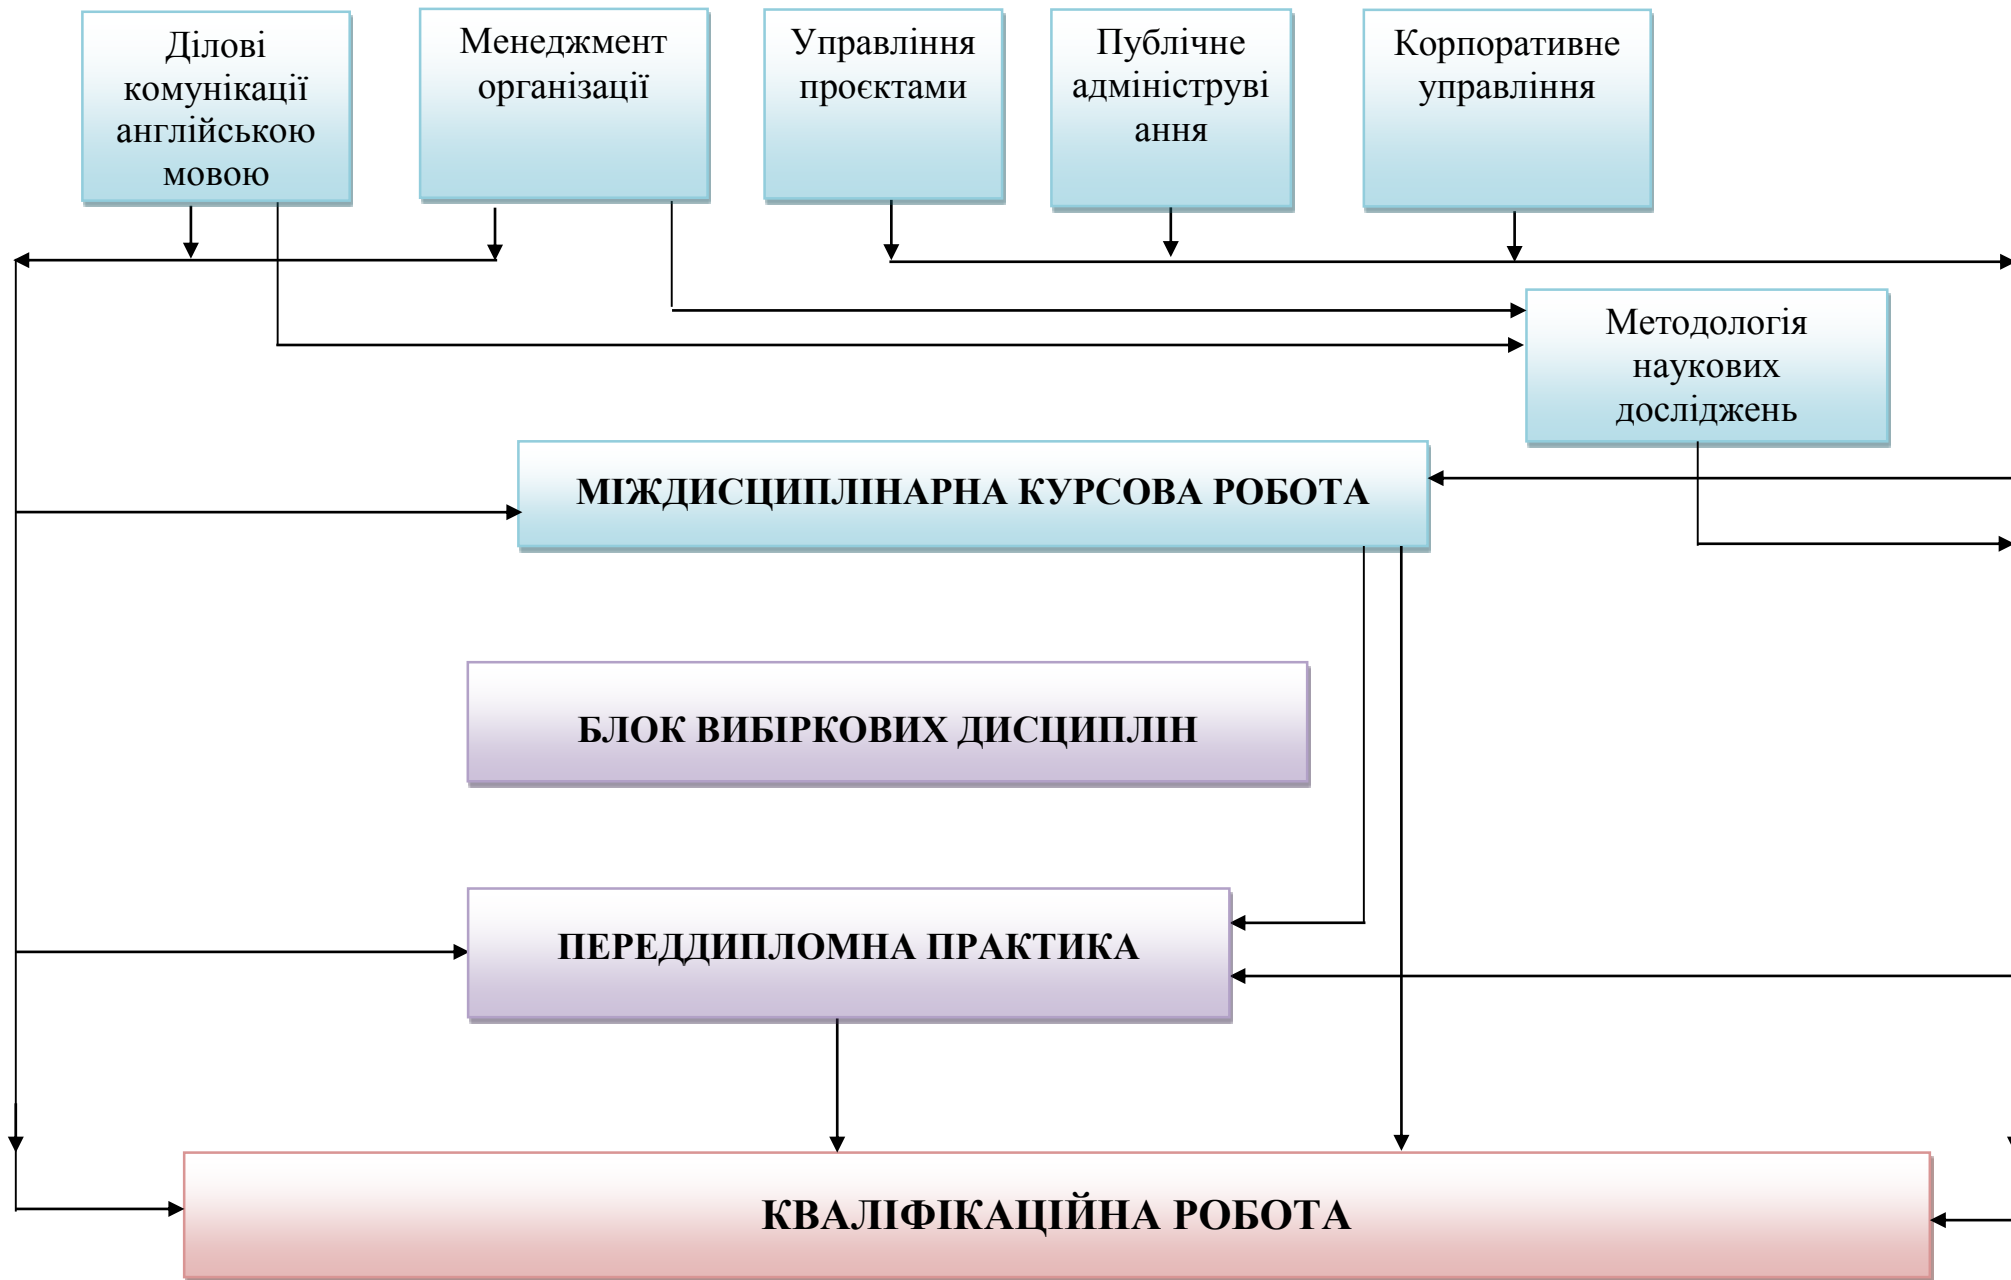 Ділові
комунікації
англійською
мовою
Менеджмент
організації
Управління
проєктами
Публічне
адмініструві
ання
Корпоративне
управління
Методологія
наукових
досліджень
МІЖДИСЦИПЛІНАРНА КУРСОВА РОБОТА
БЛОК ВИБІРКОВИХ ДИСЦИПЛІН
ПЕРЕДДИПЛОМНА ПРАКТИКА
КВАЛІФІКАЦІЙНА РОБОТА